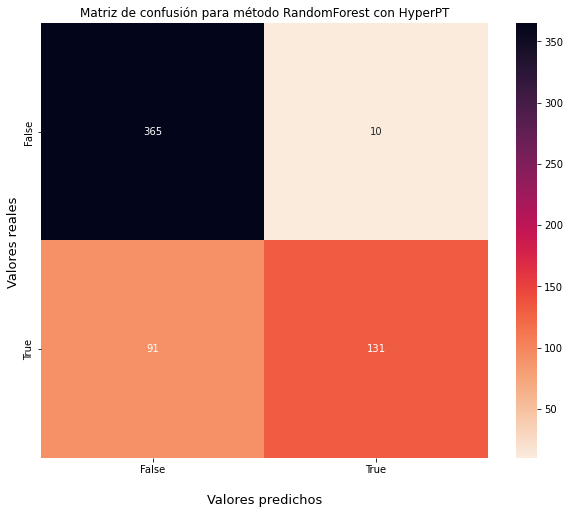 Matriz de confusión para método RandomForest con HyperPT
Valores reales
False
True
365
10
91
131
False
True
Valores predichos
350
300
250
200
150
100
50